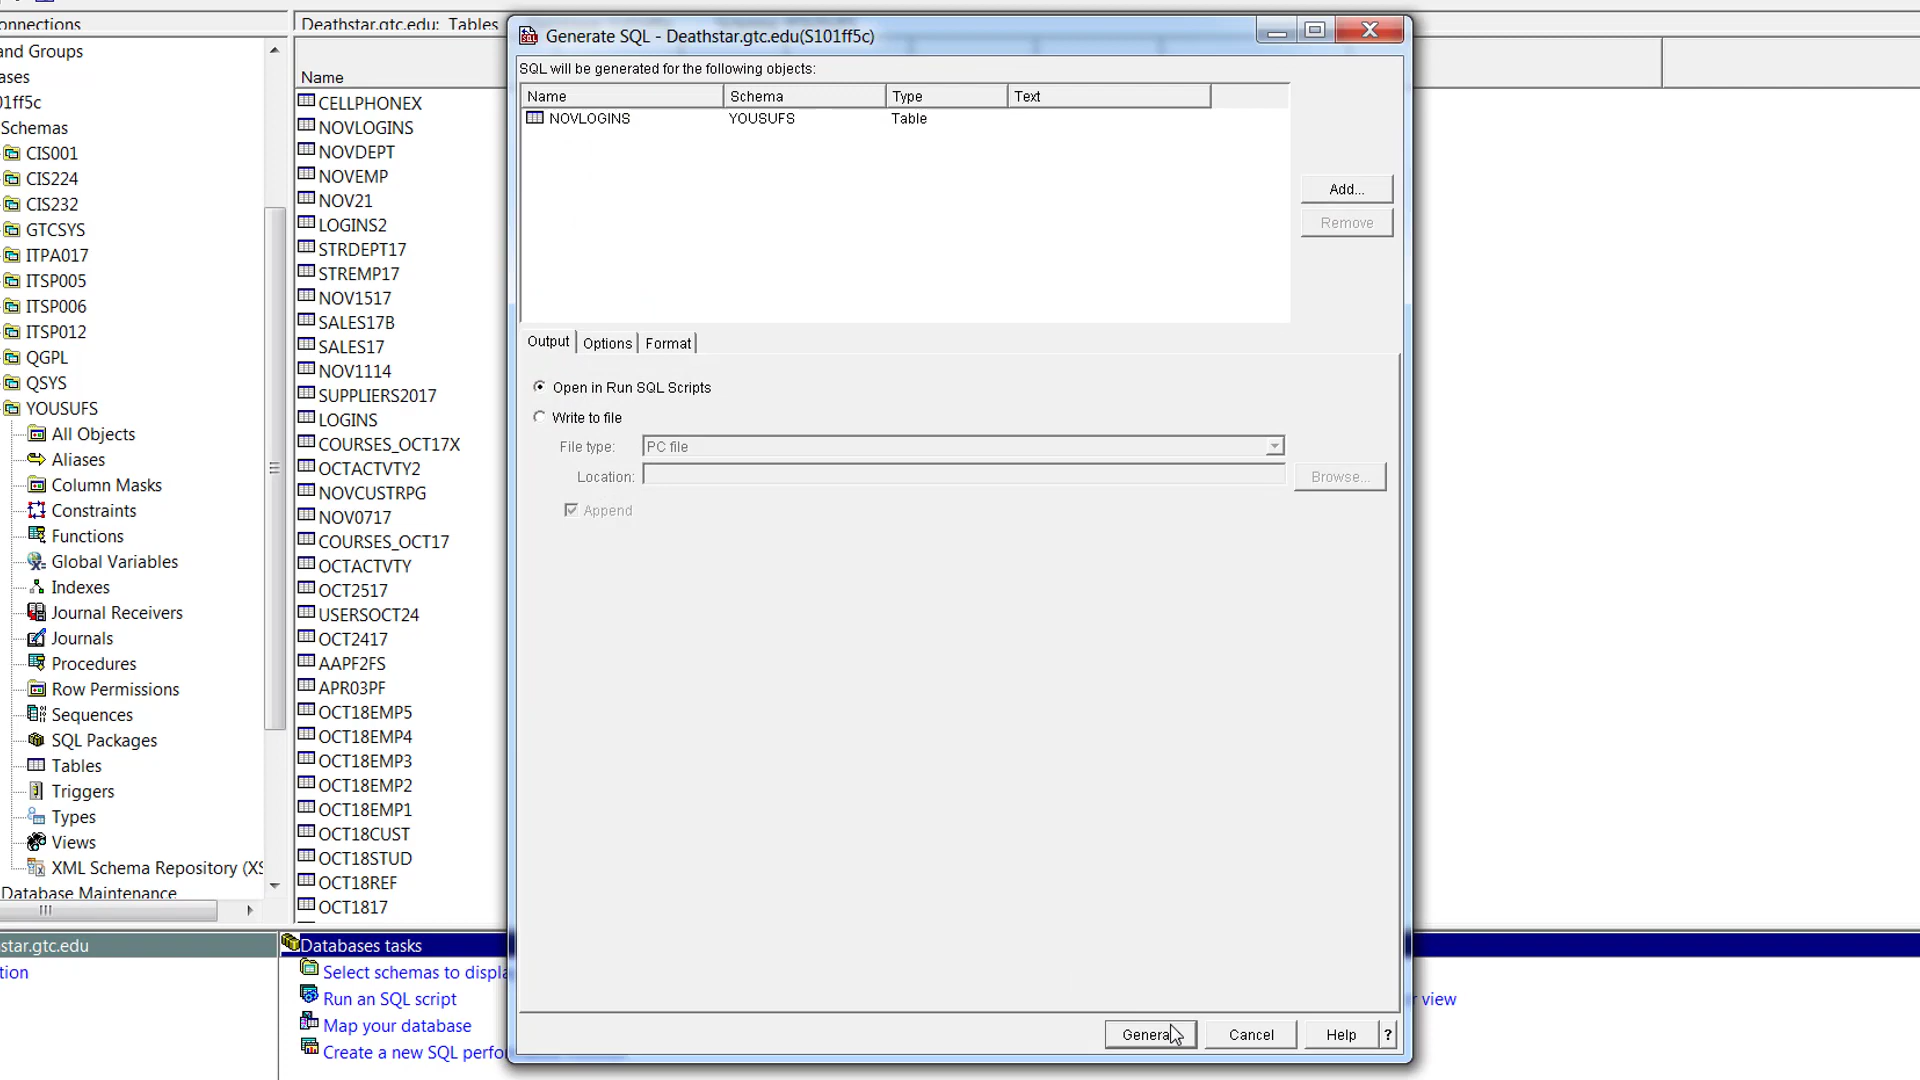 onnections
and Groups
ases
01ff5c
Schemas
CIS001
CIS224
CIS232
GTCSYS
ITPA017
ITSP005
ITSP006
ITSP012
QGPL
QSYS
YOUSUFS
All Objects
Aliases
Column Masks
Constraints
Functions
Global Variables
Indexes
Journal Receivers
Journals
Procedures
Row Permissions
Sequences
SQL Packages
Tables
Triggers
Types
Views
XML Schema Repository (XS
Database Maintenance
Deathstar.gtc.edu: Tables
Name
CELLPHONEX
NOVLOGINS
NOVDEPT
NOVEMP
NOV21
LOGINS2
STRDEPT17
STREMP17
NOV1517
SALES17B
SALES17
NOV1114
SUPPLIERS2017
LOGINS
COURSES_OCT17X
OCTACTVTY2
NOVCUSTRPG
NOV0717
COURSES_OCT17
OCTACTVTY
OCT2517
USERSOCT24
OCT2417
AAPF2FS
APR03PF
OCT18EMP5
OCT18EMP4
OCT18EMP3
OCT18EMP2
OCT18EMP1
OCT18CUST
OCT18STUD
OCT18REF
OCT1817
Generate SQL - Deathstar.gtc.edu(S101ff5c)
SQL will be generated for the following objects:
Name Schema Type Text
NOVLOGINS YOUSUFS Table
Add...
Remove
Output Options Format
Open in Run SQL Scripts
Write to file
File type: PC file
Location: Browse...
Append
Genera Cancel Help ?
star.gtc.edu
tion
Databases tasks
Select schemas to displa
Run an SQL script
Map your database
Create a new SQL perfo
r view